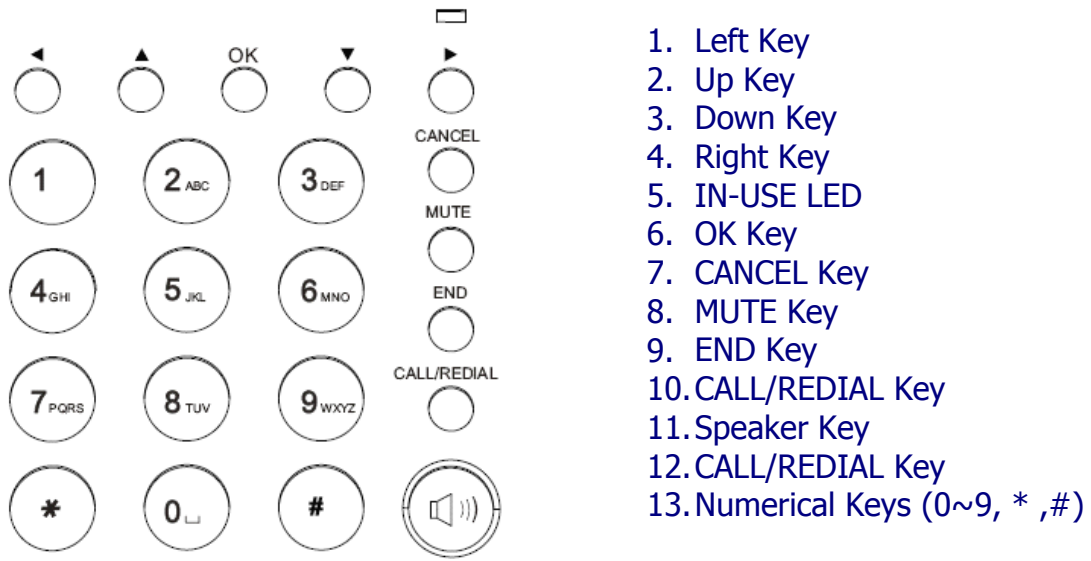 OK
CANCEL
1
2 ABC
3 DEF
MUTE
4 GHI
5 JKL
6 MNO
END
CALL/REDIAL
7 PQRS
8 TUV
9 WXYZ
* 
0 ⎵
#
1. Left Key
2. Up Key
3. Down Key
4. Right Key
5. IN-USE LED
6. OK Key
7. CANCEL Key
8. MUTE Key
9. END Key
10.CALL/REDIAL Key
11.Speaker Key
12.CALL/REDIAL Key
13.Numerical Keys (0~9, * ,#)